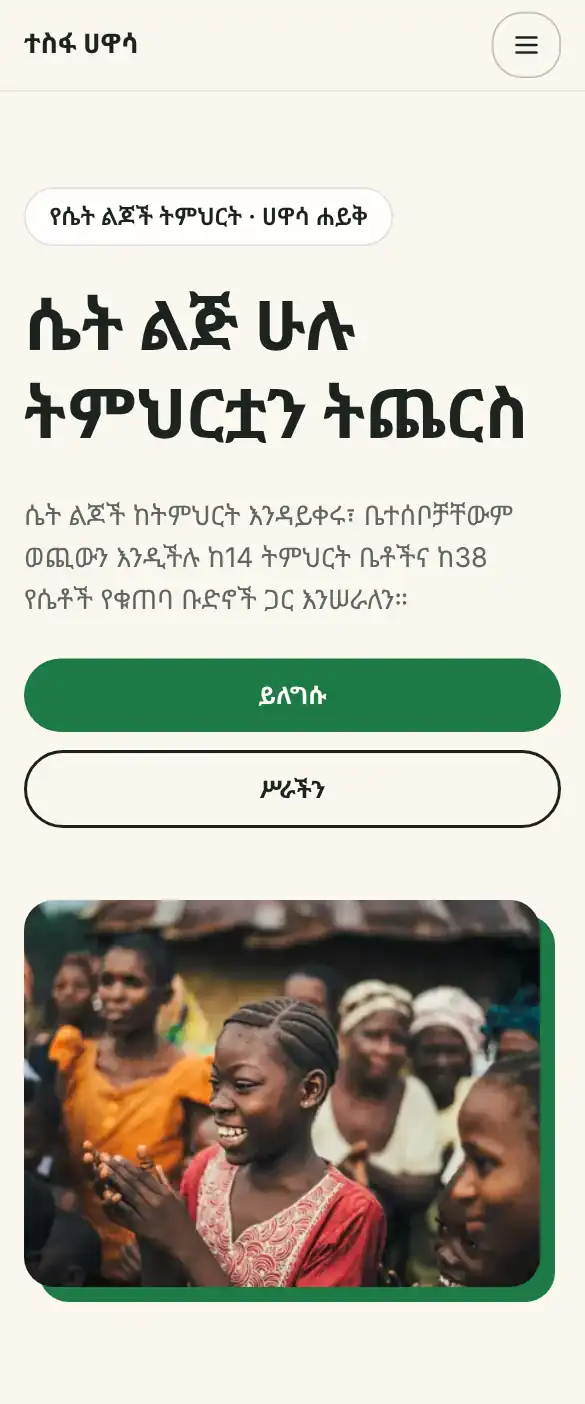 ተስፋ ሀዋሳ
የሴት ልጆች ትምህርት · ሀዋሳ ሐይቅ
ሴት ልጅ ሁሉ
ትምህርቷን ትጨርስ
ሴት ልጆች ከትምህርት እንዳይቀሩ፣ ቤተሰቦቻቸውም
ወጪውን እንዲችሉ ከ14 ትምህርት ቤቶችና ከ38
የሴቶች የቁጠባ ቡድኖች ጋር እንሠራለን።
ይለግሱ
ሥራችን